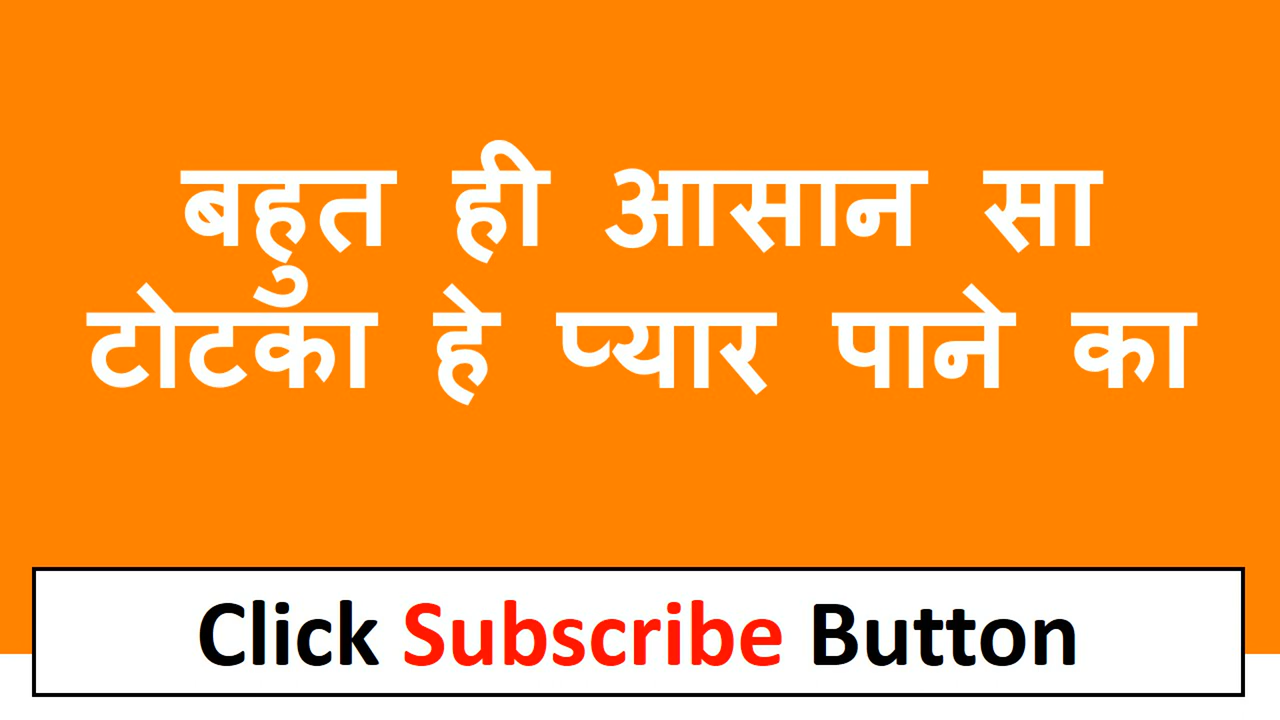 बहुत ही आसान सा
टोटका हे प्यार पाने का
Click Subscribe Button